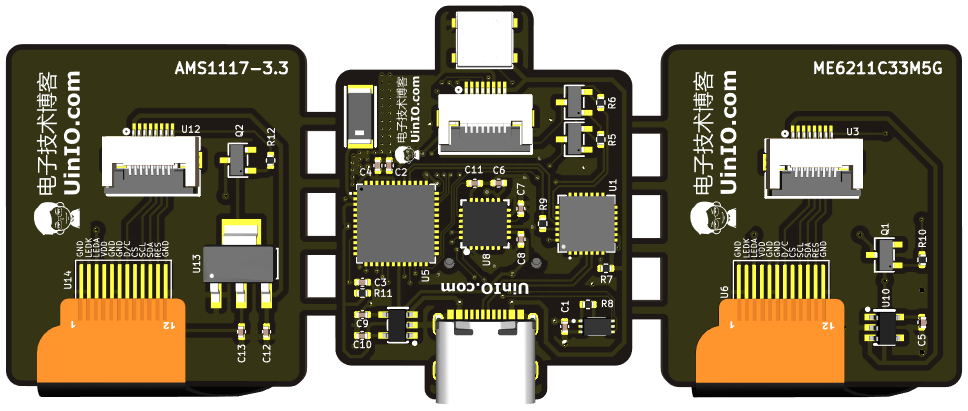 AMS1117-3.3
电子技术博客
UinIO.com
U12
Q2
R12
GND
LEDK
LEDA
VDD
GND
GND
D/C
CS
SCL
SDA
RES
GND
U14
U13
1
12
C13
C12
电子技术博客
UinIO.com
R6
R5
C4
C2
C11
C6
C7
R9
U1
U5
U8
C8
R7
C3
R11
UinIO.com
C9
C10
C1
R8
ME6211C33M5G
电子技术博客
UinIO.com
U3
GND
LEDK
LEDA
VDD
GND
GND
D/C
CS
SCL
SDA
RES
GND
U6
Q1
R10
U10
C5
1
12